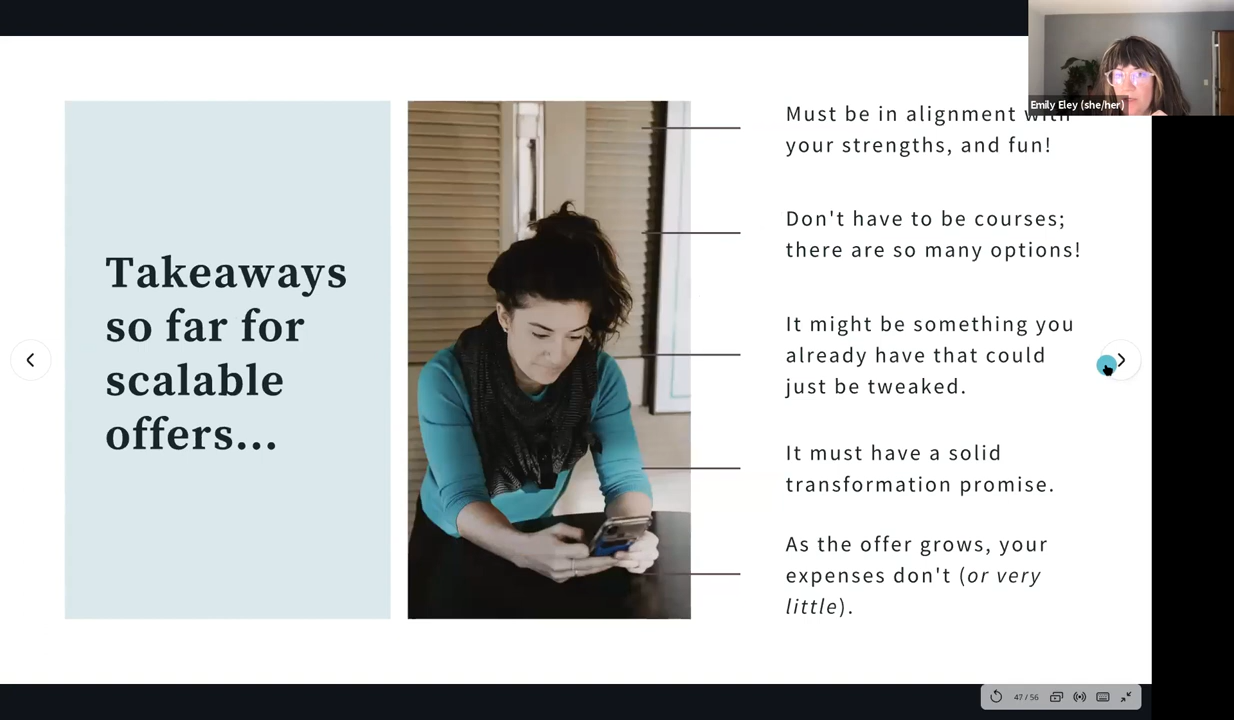 Emily Eley (she/her)
Takeaways
so far for
scalable
offers...
Must be in alignment with
your strengths, and fun!
Don't have to be courses;
there are so many options!
It might be something you
already have that could
just be tweaked.
It must have a solid
transformation promise.
As the offer grows, your
expenses don't (or very
little).
47 / 56